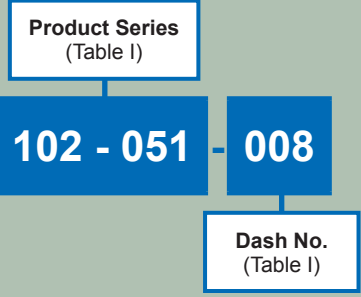 Product Series
(Table I)
102 - 051 - 008
Dash No.
(Table I)